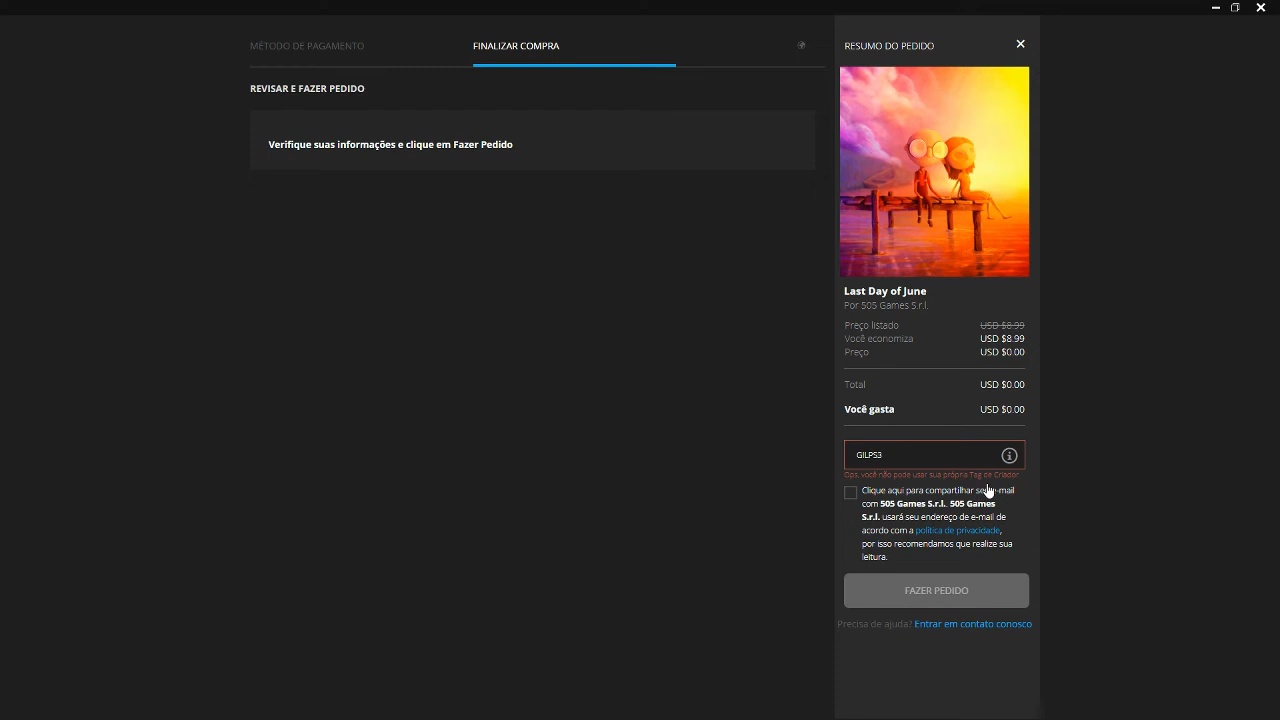 MÉTODO DE PAGAMENTO
FINALIZAR COMPRA
REVISAR E FAZER PEDIDO
Verifique suas informações e clique em Fazer Pedido
RESUMO DO PEDIDO
Last Day of June
Por 505 Games S.r.l.
Preço listado USD $8.99
Você economiza USD $8.99
Preço USD $0.00
Total USD $0.00
Você gasta USD $0.00
GILPS3
Ops, você não pode usar sua própria Tag de Criador
Clique aqui para compartilhar seu e-mail
com 505 Games S.r.l.. 505 Games
S.r.l. usará seu endereço de e-mail de
acordo com a política de privacidade,
por isso recomendamos que realize sua
leitura.
FAZER PEDIDO
Precisa de ajuda? Entrar em contato conosco